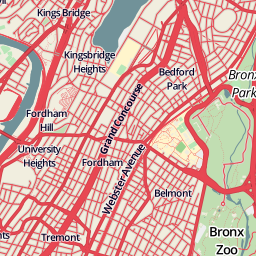 Kings Bridge
Kingsbridge
Heights
Bedford
Park
Bronx
Park
Grand Concourse
Fordham
Hill
University
Heights
Fordham
Webster Avenue
Belmont
Tremont
Bronx
Zoo